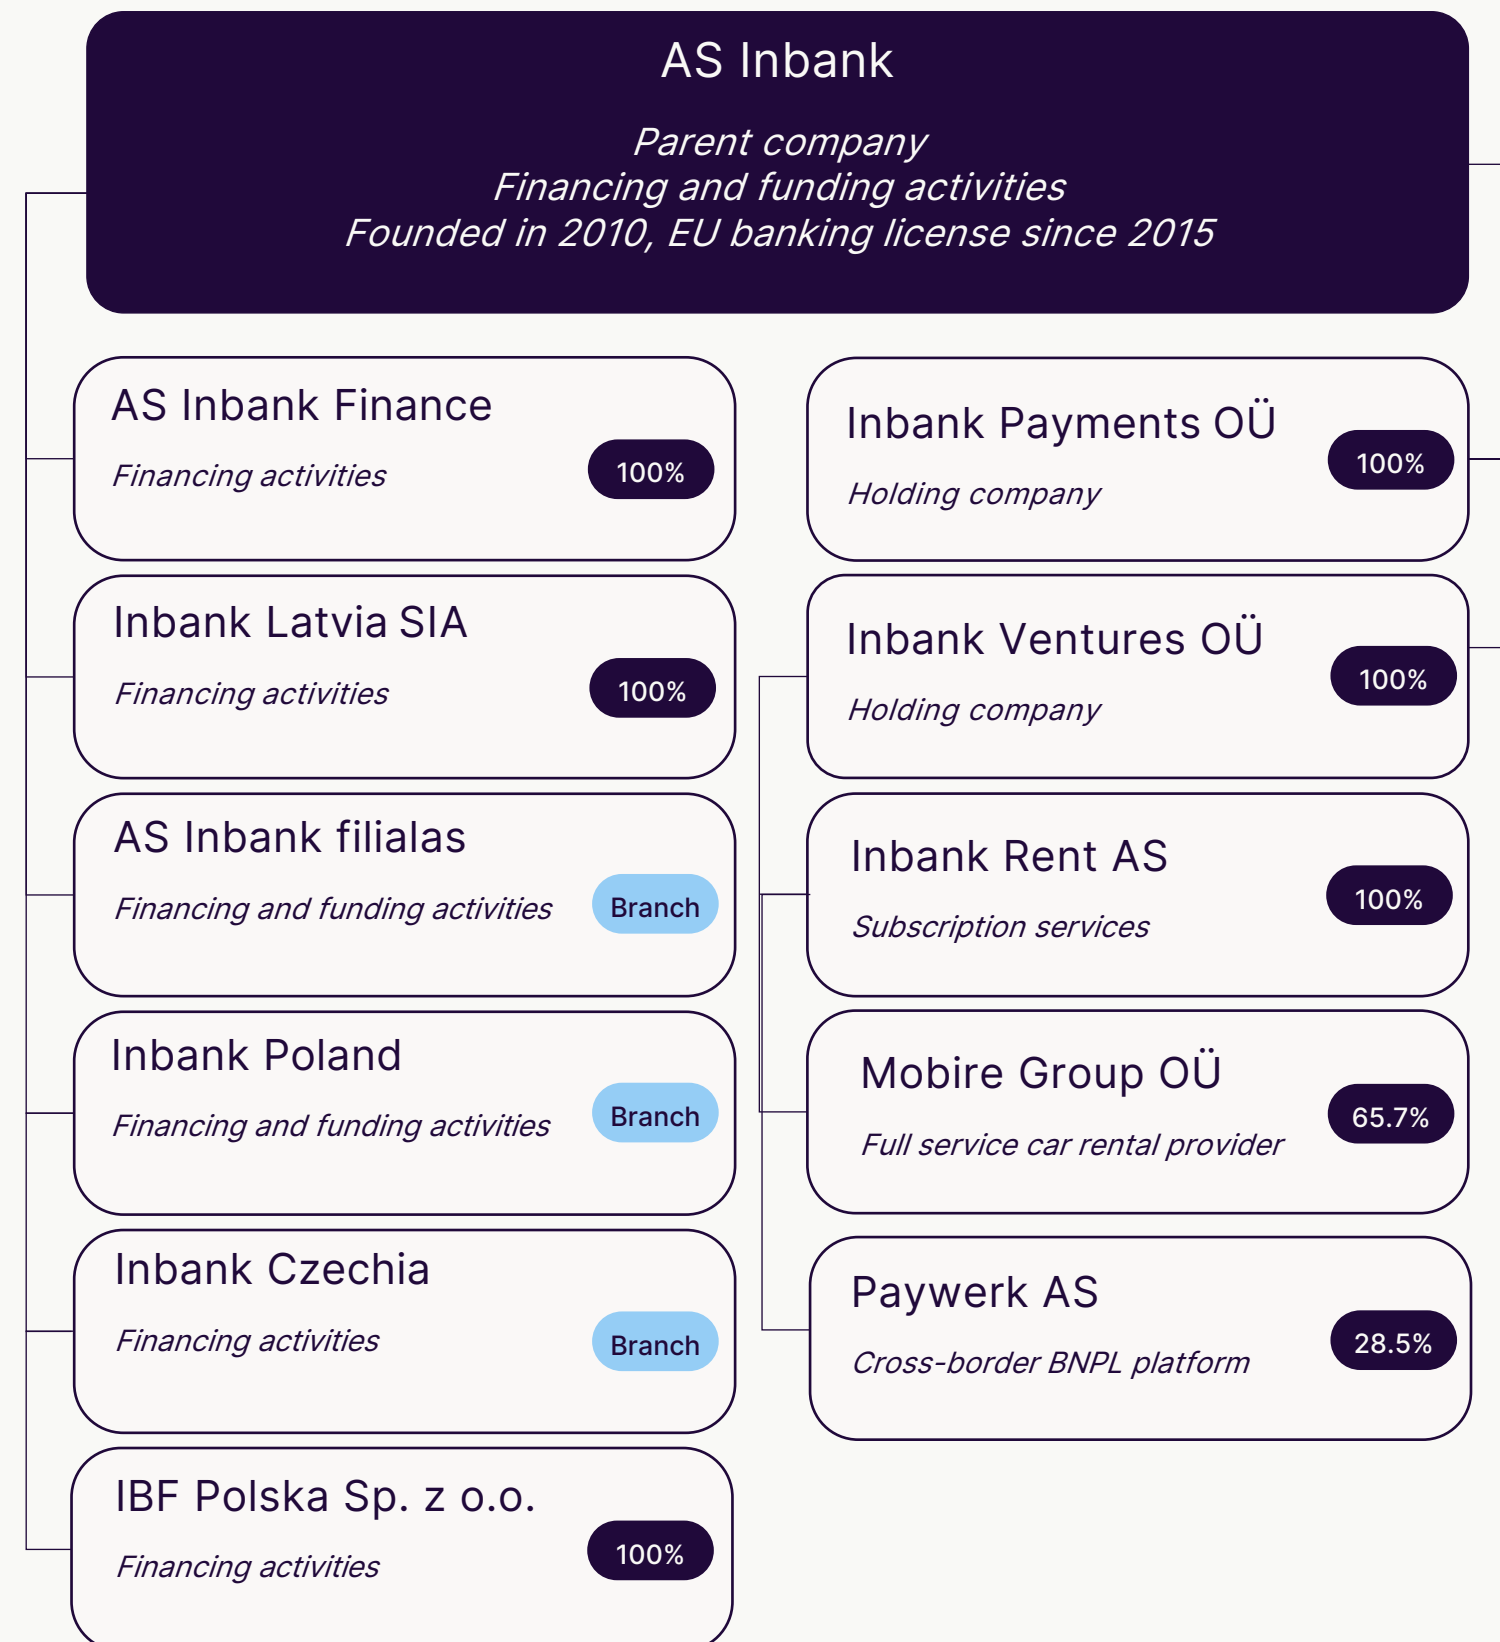 AS Inbank
Parent company
Financing and funding activities
Founded in 2010, EU banking license since 2015
AS Inbank Finance
Financing activities
100%
Inbank Latvia SIA
Financing activities
100%
AS Inbank filialas
Financing and funding activities
Branch
Inbank Poland
Financing and funding activities
Branch
Inbank Czechia
Financing activities
Branch
IBF Polska Sp. z o.o.
Financing activities
100%
Inbank Payments OÜ
Holding company
100%
Inbank Ventures OÜ
Holding company
100%
Inbank Rent AS
Subscription services
100%
Mobire Group OÜ
Full service car rental provider
65.7%
Paywerk AS
Cross-border BNPL platform
28.5%